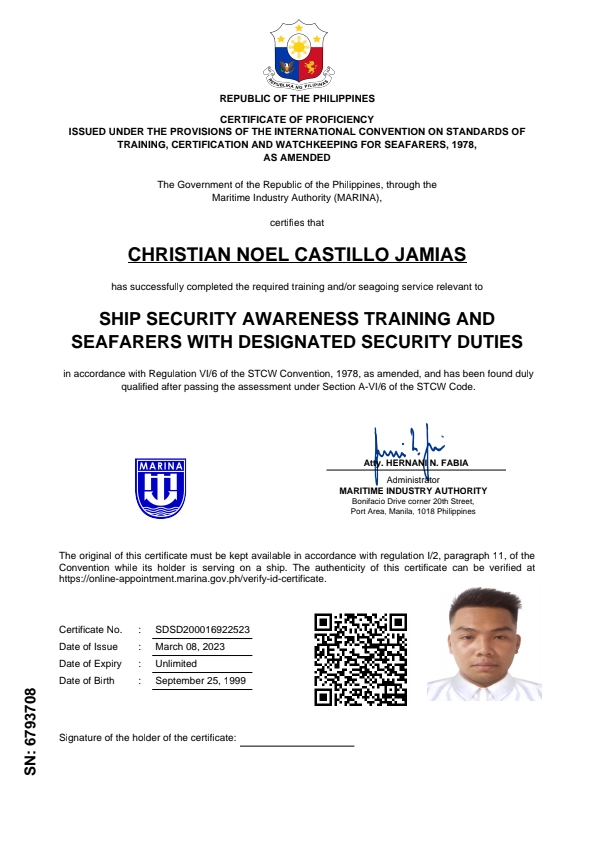 REPUBLIKA NG PILIPINAS
REPUBLIC OF THE PHILIPPINES
CERTIFICATE OF PROFICIENCY
ISSUED UNDER THE PROVISIONS OF THE INTERNATIONAL CONVENTION ON STANDARDS OF
TRAINING, CERTIFICATION AND WATCHKEEPING FOR SEAFARERS, 1978,
AS AMENDED
The Government of the Republic of the Philippines, through the
Maritime Industry Authority (MARINA),
certifies that
CHRISTIAN NOEL CASTILLO JAMIAS
has successfully completed the required training and/or seagoing service relevant to
SHIP SECURITY AWARENESS TRAINING AND
SEAFARERS WITH DESIGNATED SECURITY DUTIES
in accordance with Regulation VI/6 of the STCW Convention, 1978, as amended, and has been found duly
qualified after passing the assessment under Section A-VI/6 of the STCW Code.
MARINA
Atty. HERNANI N. FABIA
Administrator
MARITIME INDUSTRY AUTHORITY
Bonifacio Drive corner 20th Street,
Port Area, Manila, 1018 Philippines
The original of this certificate must be kept available in accordance with regulation I/2, paragraph 11, of the
Convention while its holder is serving on a ship. The authenticity of this certificate can be verified at
https://online-appointment.marina.gov.ph/verify-id-certificate.
Certificate No. : SDSD200016922523
Date of Issue : March 08, 2023
Date of Expiry : Unlimited
Date of Birth : September 25, 1999
Signature of the holder of the certificate:
SN: 6793708